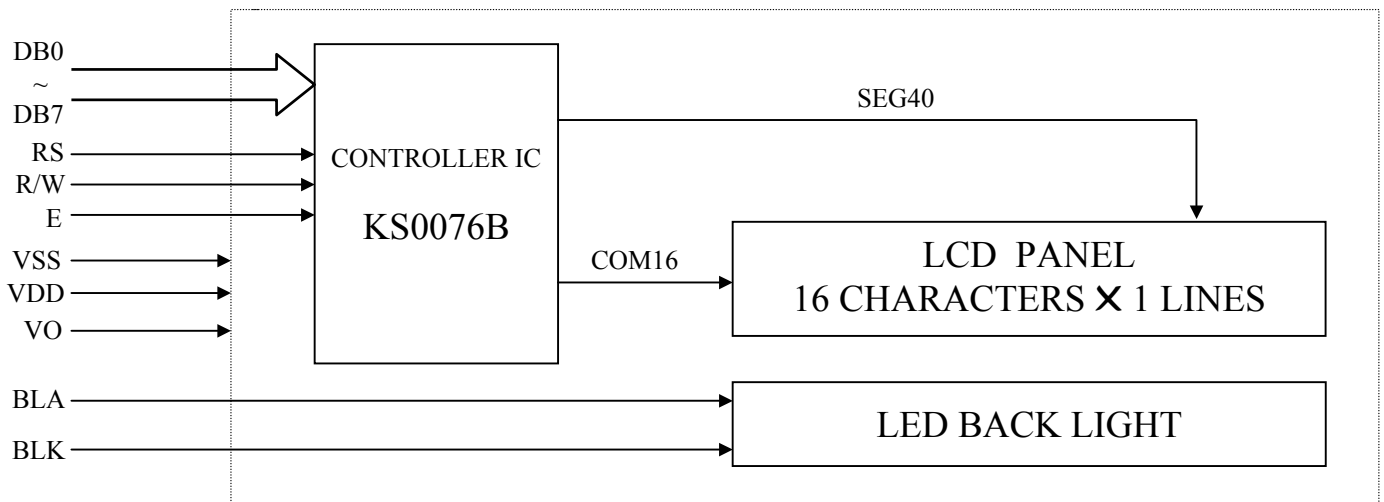 DB0
~
DB7
RS
R/W
E
VSS
VDD
VO
BLA
BLK
CONTROLLER IC
KS0076B
SEG40
COM16
LCD PANEL
16 CHARACTERS X 1 LINES
LED BACK LIGHT